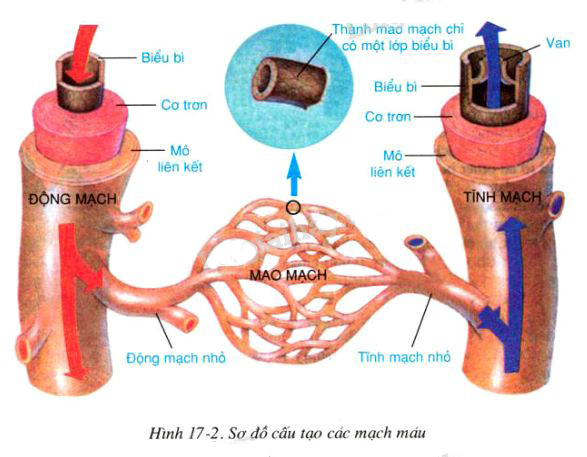 Thành mao mạch chỉ
có một lớp biểu bì
Biểu bì
Cơ trơn
Mô
liên kết
ĐỘNG MẠCH
Động mạch nhỏ
MAO MẠCH
Van
Biểu bì
Cơ trơn
Mô
liên kết
TĨNH MẠCH
Tĩnh mạch nhỏ
Hình 17-2. Sơ đồ cấu tạo các mạch máu